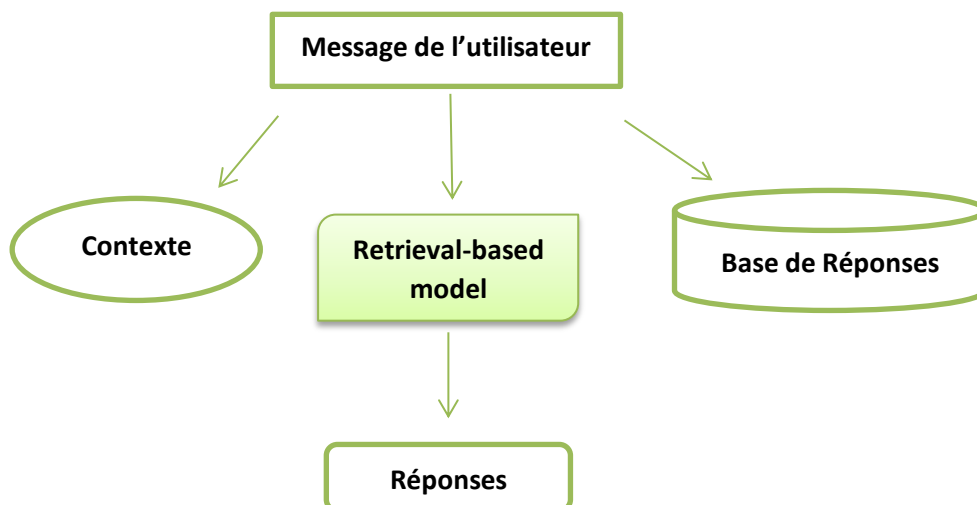 Message de l’utilisateur
Contexte
Retrieval-based
model
Base de Réponses
Réponses